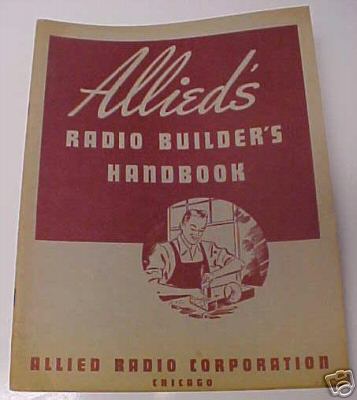 Allied's
RADIO BUILDER'S
HANDBOOK
ALLIED RADIO CORPORATION
CHICAGO